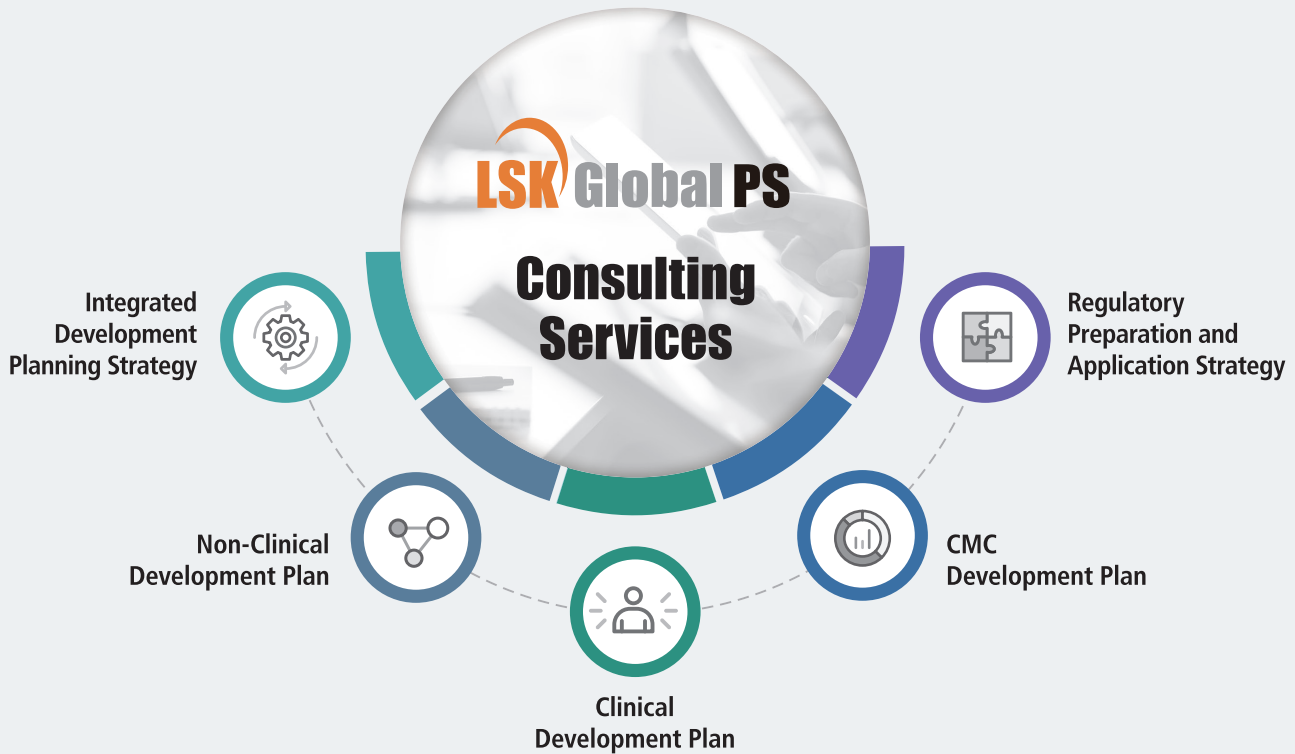 LSK Global PS
Consulting
Services
Integrated
Development
Planning Strategy
Non-Clinical
Development Plan
Clinical
Development Plan
CMC
Development Plan
Regulatory
Preparation and
Application Strategy